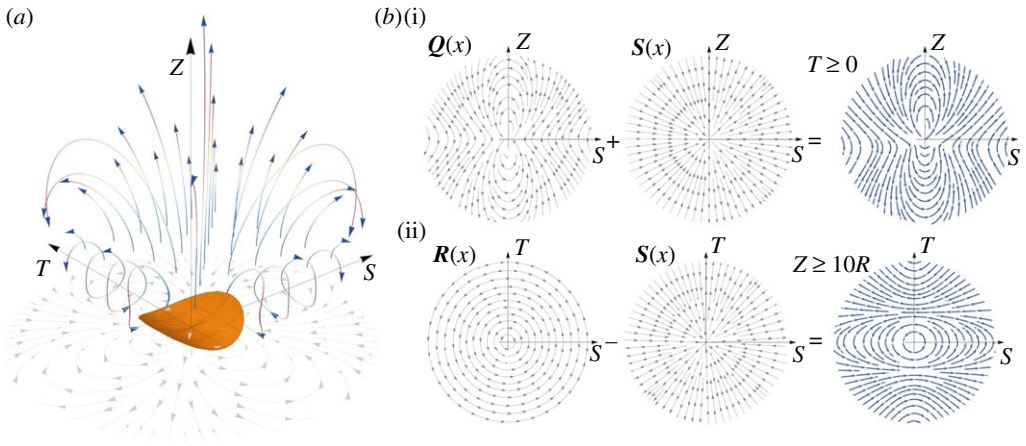 (a)
Z
T
S
(b)(i)
Q(x)
Z
S
+
S(x)
Z
S
=
T ≥ 0
Z
S
(ii)
R(x)
T
S
–
S(x)
T
S
=
Z ≥ 10R
T
S